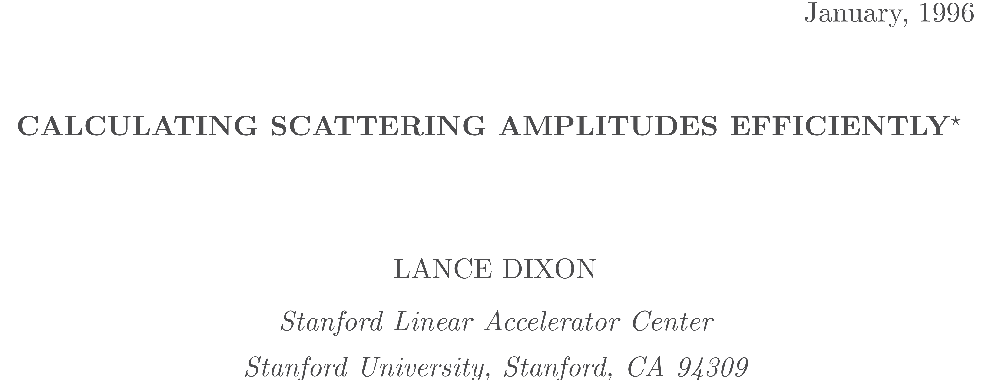 January, 1996
CALCULATING SCATTERING AMPLITUDES EFFICIENTLY⋆
LANCE DIXON
Stanford Linear Accelerator Center
Stanford University, Stanford, CA 94309